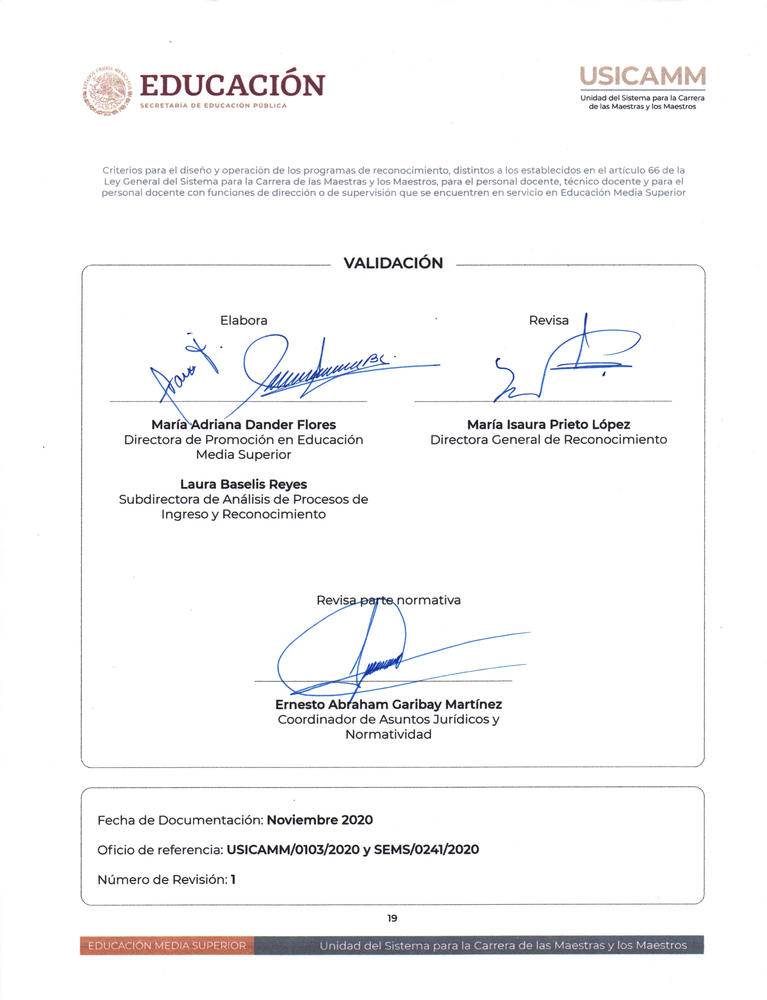 ESTADOS UNIDOS MEXICANOS
EDUCACIÓN
SECRETARÍA DE EDUCACIÓN PÚBLICA
USICAMM
Unidad del Sistema para la Carrera
de las Maestras y los Maestros
Criterios para el diseño y operación de los programas de reconocimiento, distintos a los establecidos en el artículo 66 de la
Ley General del Sistema para la Carrera de las Maestras y los Maestros, para el personal docente, técnico docente y para el
personal docente con funciones de dirección o de supervisión que se encuentren en servicio en Educación Media Superior
VALIDACIÓN
Elabora
María Adriana Dander Flores
Directora de Promoción en Educación
Media Superior
Laura Baselis Reyes
Subdirectora de Análisis de Procesos de
Ingreso y Reconocimiento
Revisa
María Isaura Prieto López
Directora General de Reconocimiento
Revisa parte normativa
Ernesto Abraham Garibay Martínez
Coordinador de Asuntos Jurídicos y
Normatividad
Fecha de Documentación: Noviembre 2020
Oficio de referencia: USICAMM/0103/2020 y SEMS/0241/2020
Número de Revisión: 1
19
EDUCACIÓN MEDIA SUPERIOR
Unidad del Sistema para la Carrera de las Maestras y los Maestros